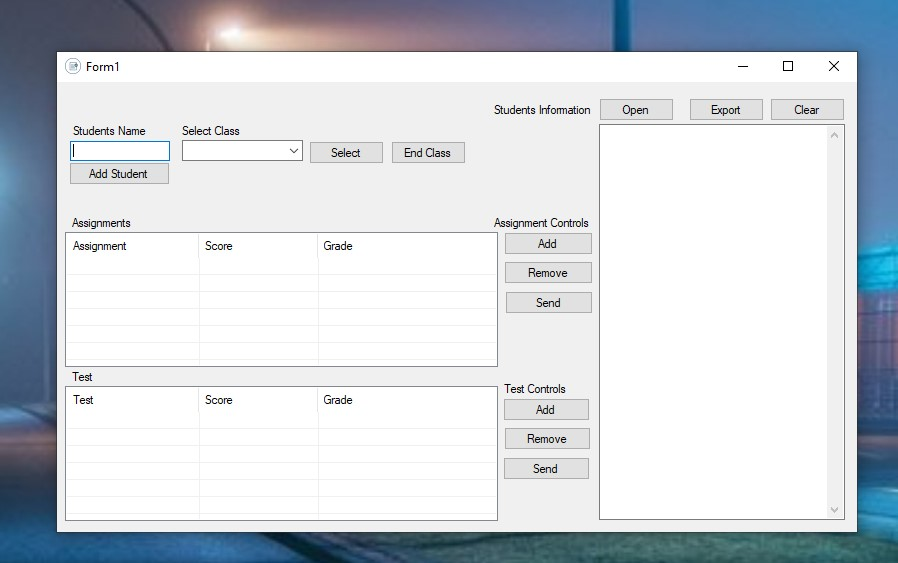 Form1
Students Information Open Export Clear
Students Name Select Class
Select End Class
Add Student
Assignments Assignment Controls
Assignment Score Grade Add
Remove
Send
Test
Test Controls
Test Score Grade Add
Remove
Send